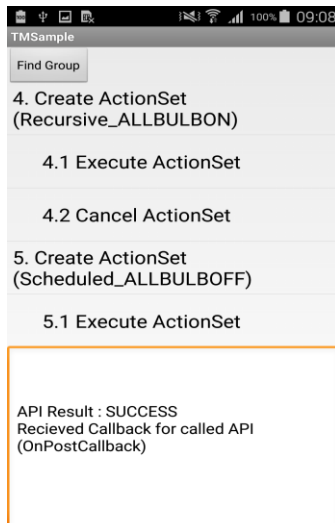 100% 09:08
TMSample
Find Group
4. Create ActionSet
(Recursive_ALLBULBON)
4.1 Execute ActionSet
4.2 Cancel ActionSet
5. Create ActionSet
(Scheduled_ALLBULBOFF)
5.1 Execute ActionSet
API Result : SUCCESS
Recieved Callback for called API
(OnPostCallback)